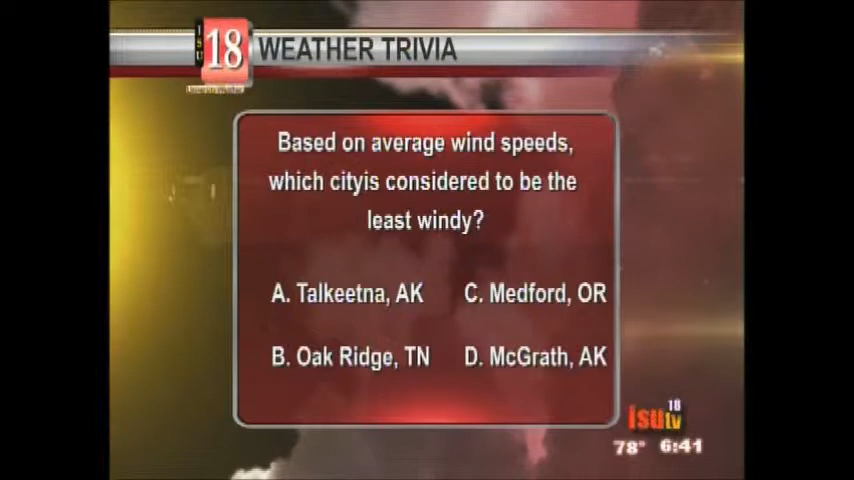 ISU
18
WEATHER TRIVIA
Based on average wind speeds,
which cityis considered to be the
least windy?
A. Talkeetna, AK
C. Medford, OR
B. Oak Ridge, TN
D. McGrath, AK
18
isutv
78° 6:41